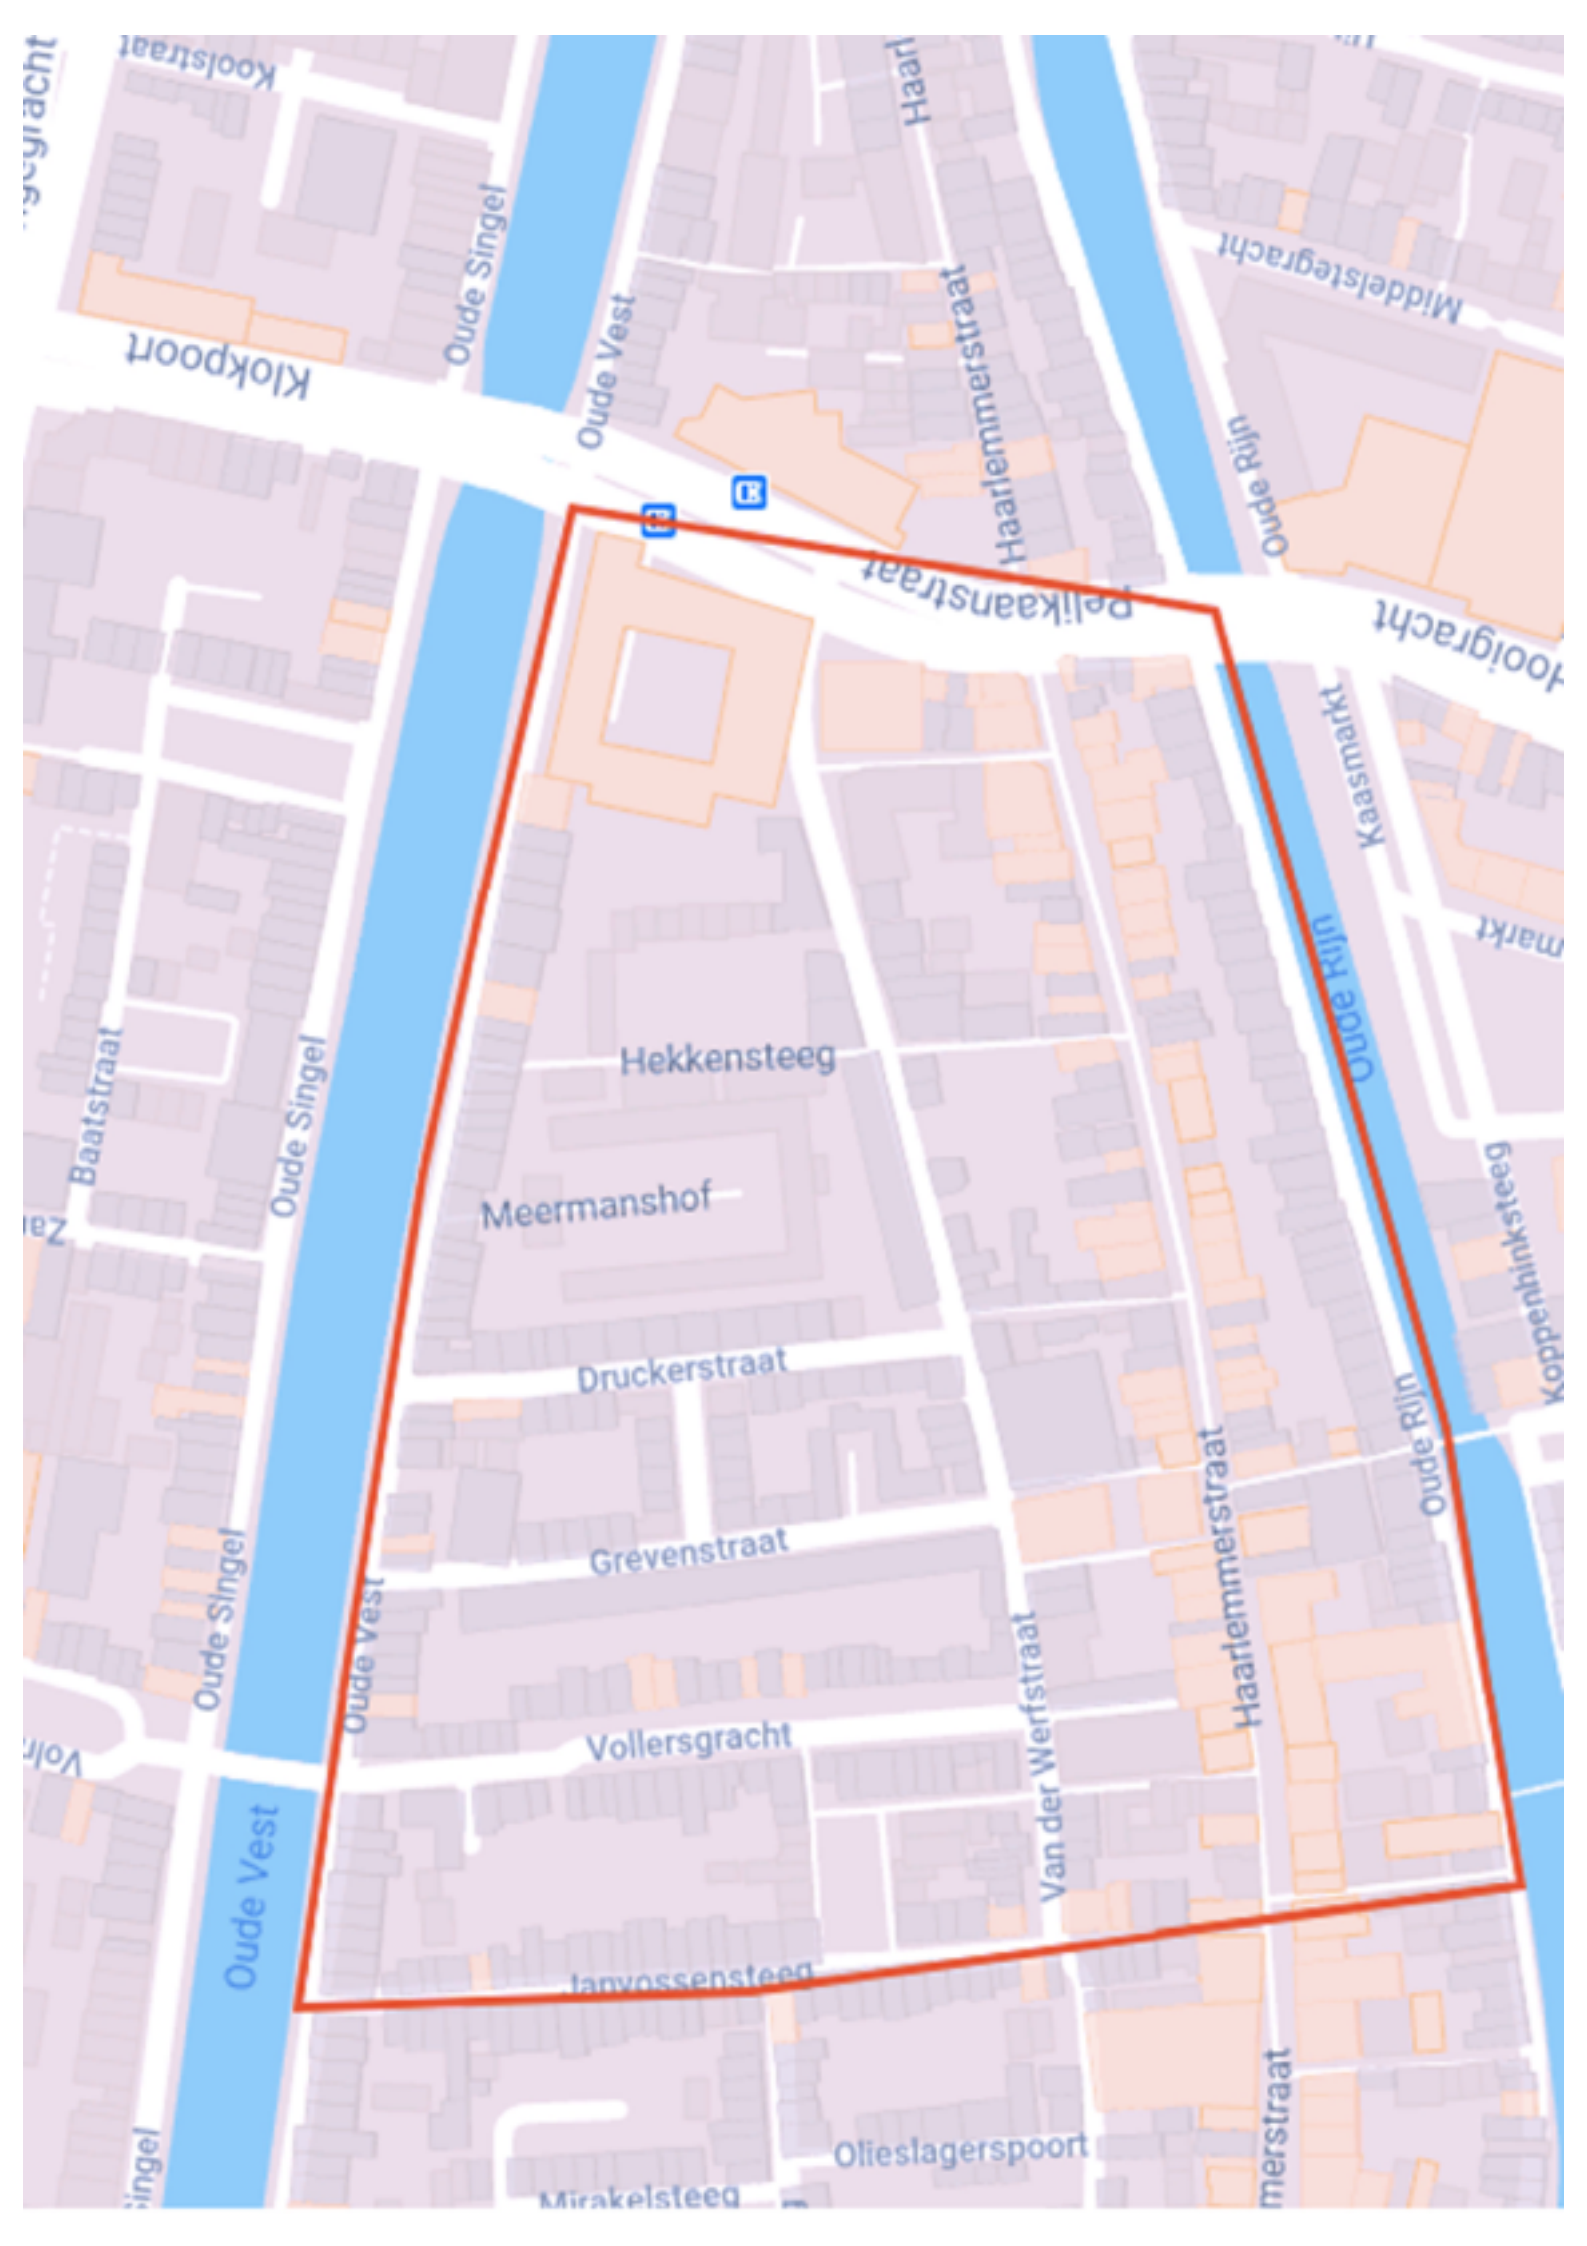 Koolstraat
Haarl
Oude Singel
Middelstegracht
Klokpoort
Oude Vest
Haarlemmerstraat
Oude Rijn
Pelikaanstraat
Hooigracht
Kaasmarkt
markt
Oude Rijn
Baatstraat
Oude Singel
Hekkensteeg
Meermanshof
Koppenhinksteeg
Zar
Druckerstraat
Oude Rijn
Haarlemmerstraat
Grevenstraat
Oude Singel
Oude Vest
Van der Werfstraat
Vollersgracht
Oude Vest
Janvossensteeg
Olieslagerspoort
merstraat
Singel
Mirakelsteeg